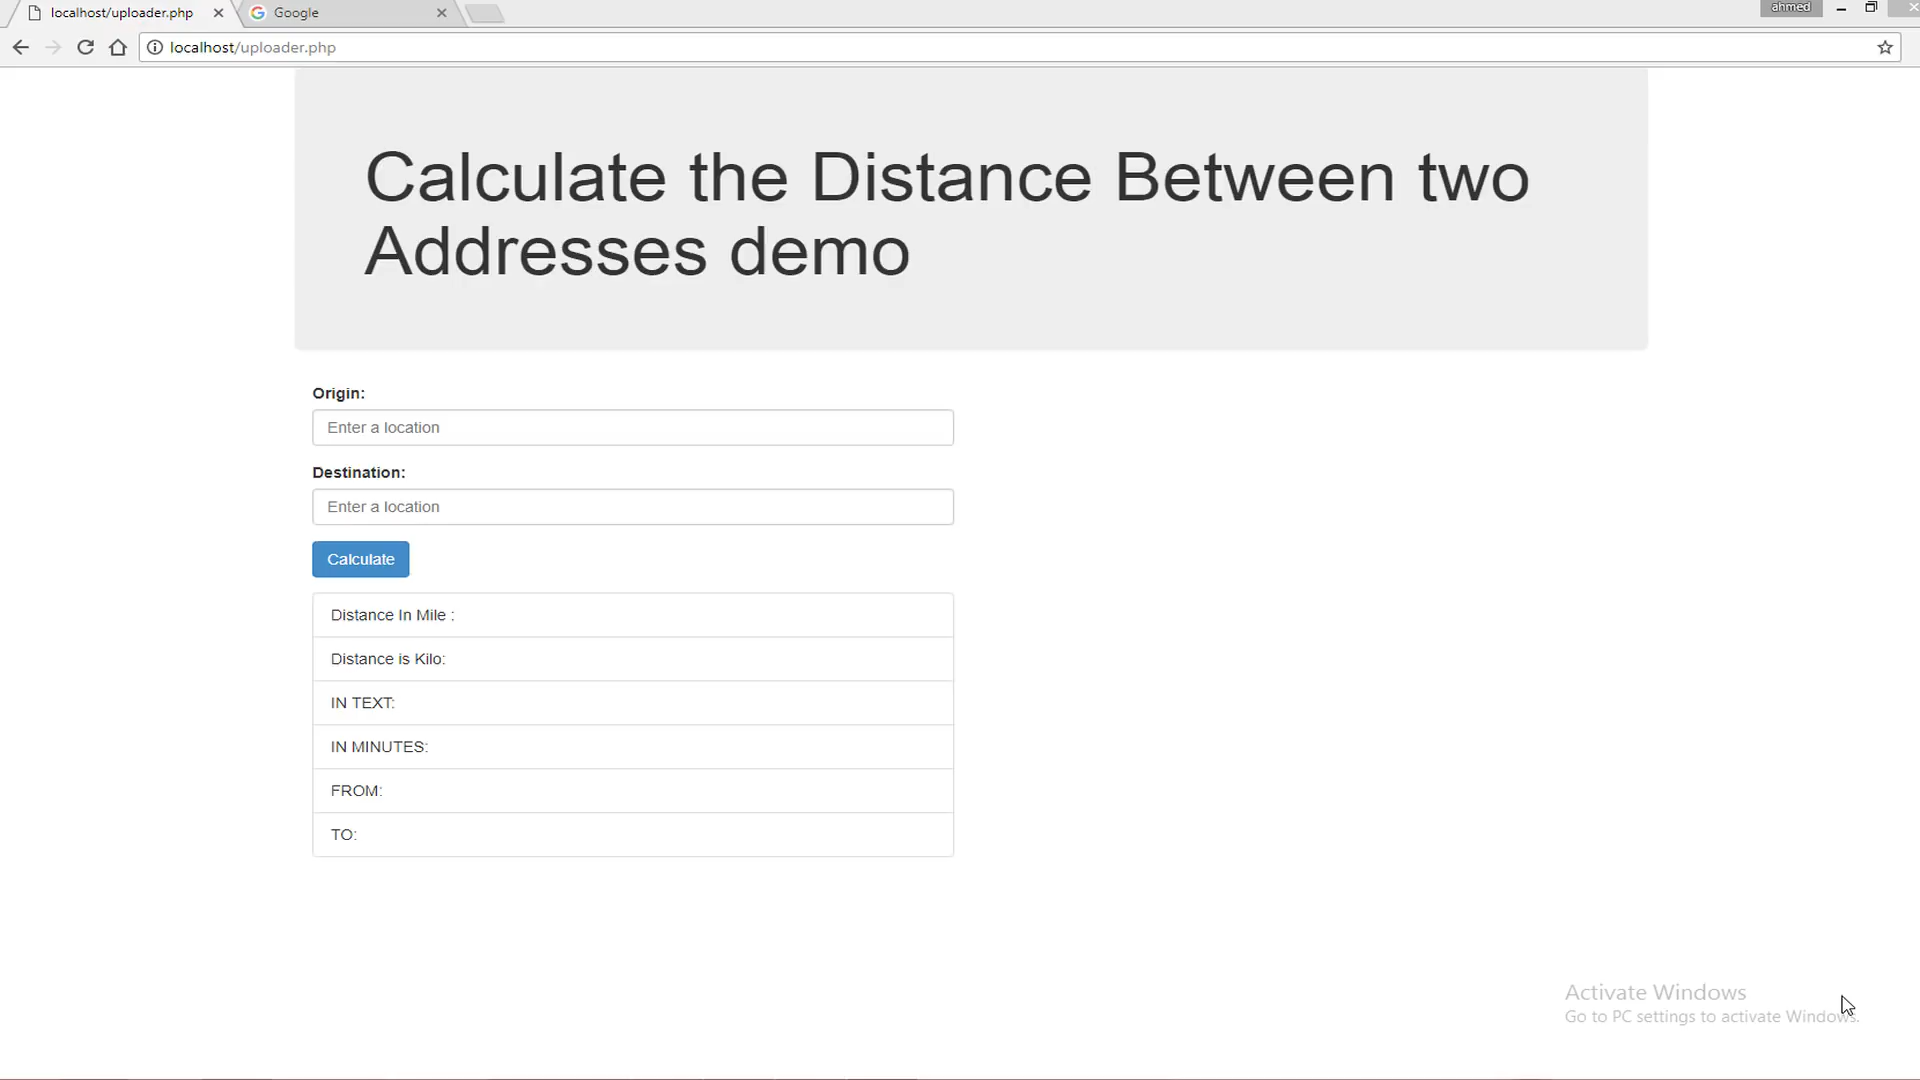 localhost/uploader.php
Google
ahmed
localhost/uploader.php
Calculate the Distance Between two
Addresses demo
Origin:
Enter a location
Destination:
Enter a location
Calculate
Distance In Mile :
Distance is Kilo:
IN TEXT:
IN MINUTES:
FROM:
TO:
Activate Windows
Go to PC settings to activate Windows.